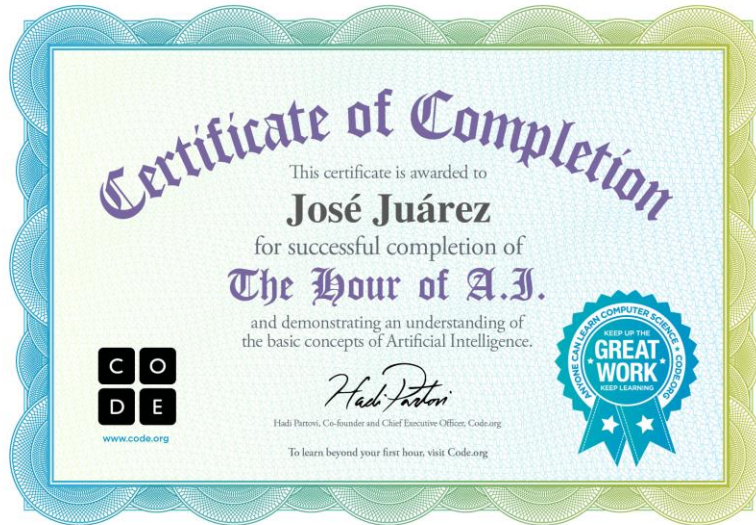 Certificate of Completion
This certificate is awarded to
José Juárez
for successful completion of
The Hour of A.I.
and demonstrating an understanding of
the basic concepts of Artificial Intelligence.
C O
D E
www.code.org
Hadi Partovi
Hadi Partovi, Co-founder and Chief Executive Officer, Code.org
To learn beyond your first hour, visit Code.org
ANYONE CAN LEARN COMPUTER SCIENCE ★ CODE.ORG ★
KEEP UP THE
GREAT
WORK
KEEP LEARNING